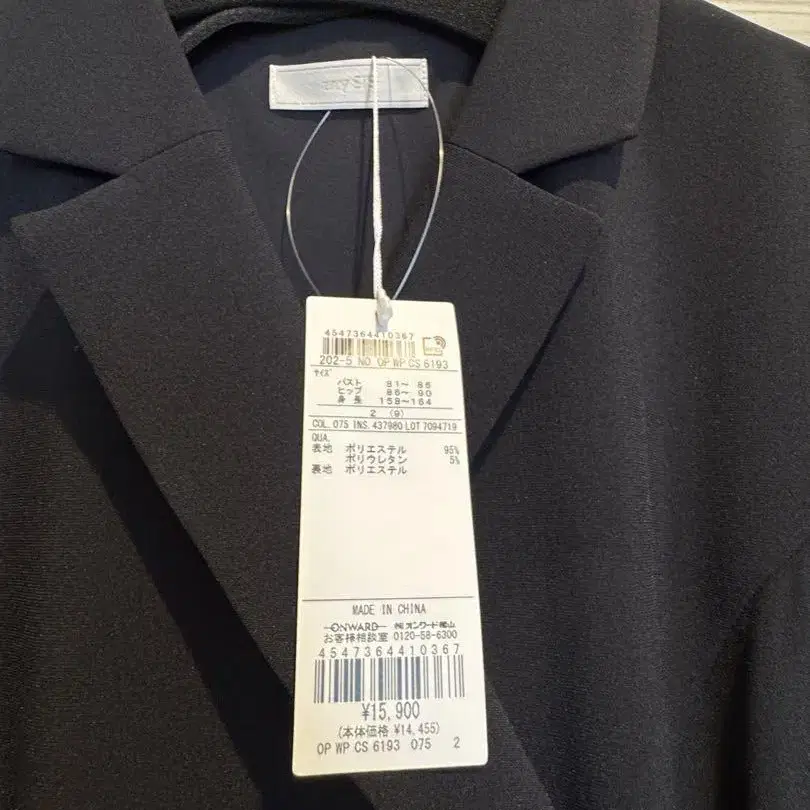 4547364410367
202-5 NO OP WP CS 6193
サイズ
バスト 81～ 86
ヒップ 86～ 90
身長 158～164
2 (9)
COL. 075 INS. 437980 LOT 7094719
QUA.
表地 ポリエステル 95%
ポリウレタン 5%
裏地 ポリエステル
MADE IN CHINA
ONWARD ㈱オンワード樫山
お客様相談室 0120-58-6300
4547364410367
¥15,900
(本体価格 ¥14,455)
OP WP CS 6193 075 2